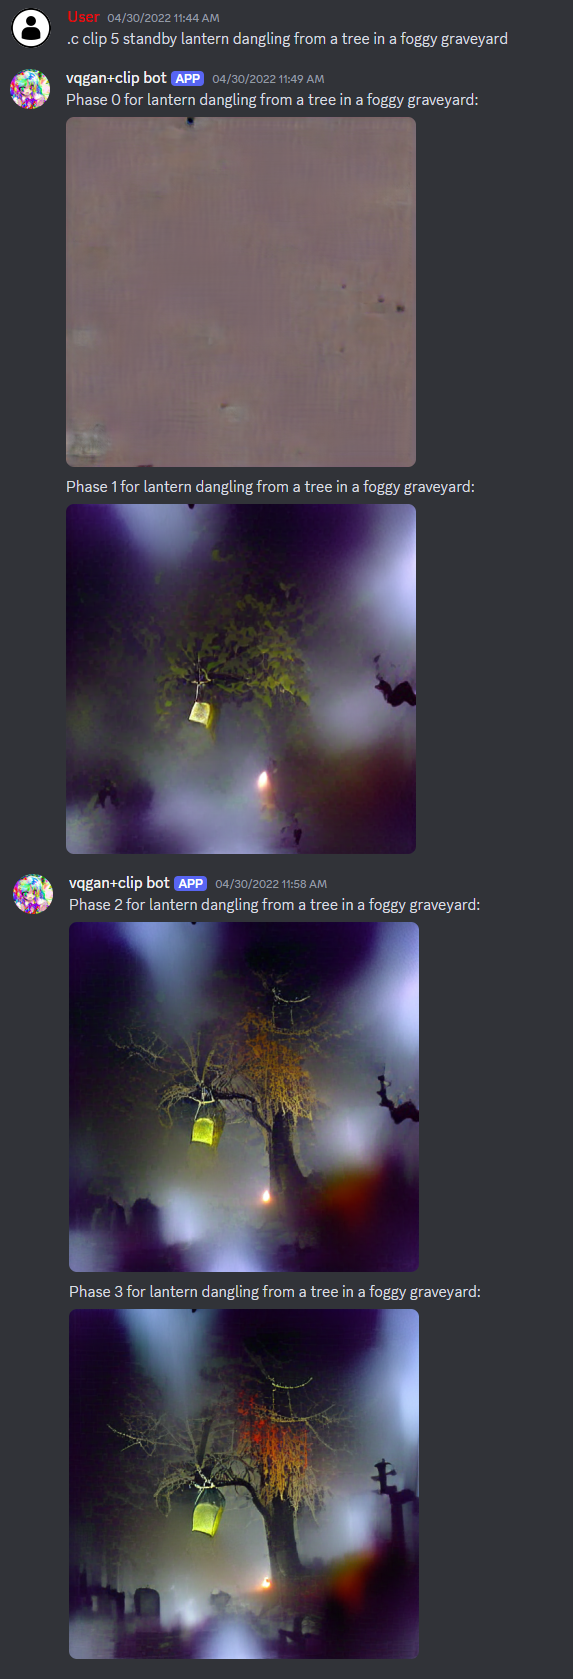 User 04/30/2022 11:44 AM
.c clip 5 standby lantern dangling from a tree in a foggy graveyard
vqgan+clip bot APP 04/30/2022 11:49 AM
Phase 0 for lantern dangling from a tree in a foggy graveyard:
Phase 1 for lantern dangling from a tree in a foggy graveyard:
vqgan+clip bot APP 04/30/2022 11:58 AM
Phase 2 for lantern dangling from a tree in a foggy graveyard:
Phase 3 for lantern dangling from a tree in a foggy graveyard: